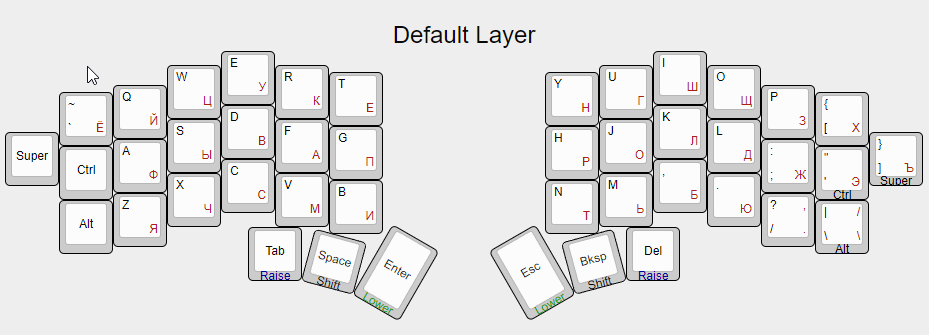 Default Layer
Super
~
` Ё
Ctrl
Alt
Q
Й
A
Ф
Z
Я
W
Ц
S
Ы
X
Ч
E
У
D
В
C
С
R
К
F
А
V
М
T
Е
G
П
B
И
Tab
Raise
Space
Shift
Enter
Lower
Y
Н
H
Р
N
Т
U
Г
J
О
M
Ь
I
Ш
K
Л
,
Б
O
Щ
L
Д
.
Ю
P
З
:
; Ж
? ,
/ .
{
[ Х
"
' Э
Ctrl
| /
\ \
Alt
}
] Ъ
Super
Esc
Lower
Bksp
Shift
Del
Raise